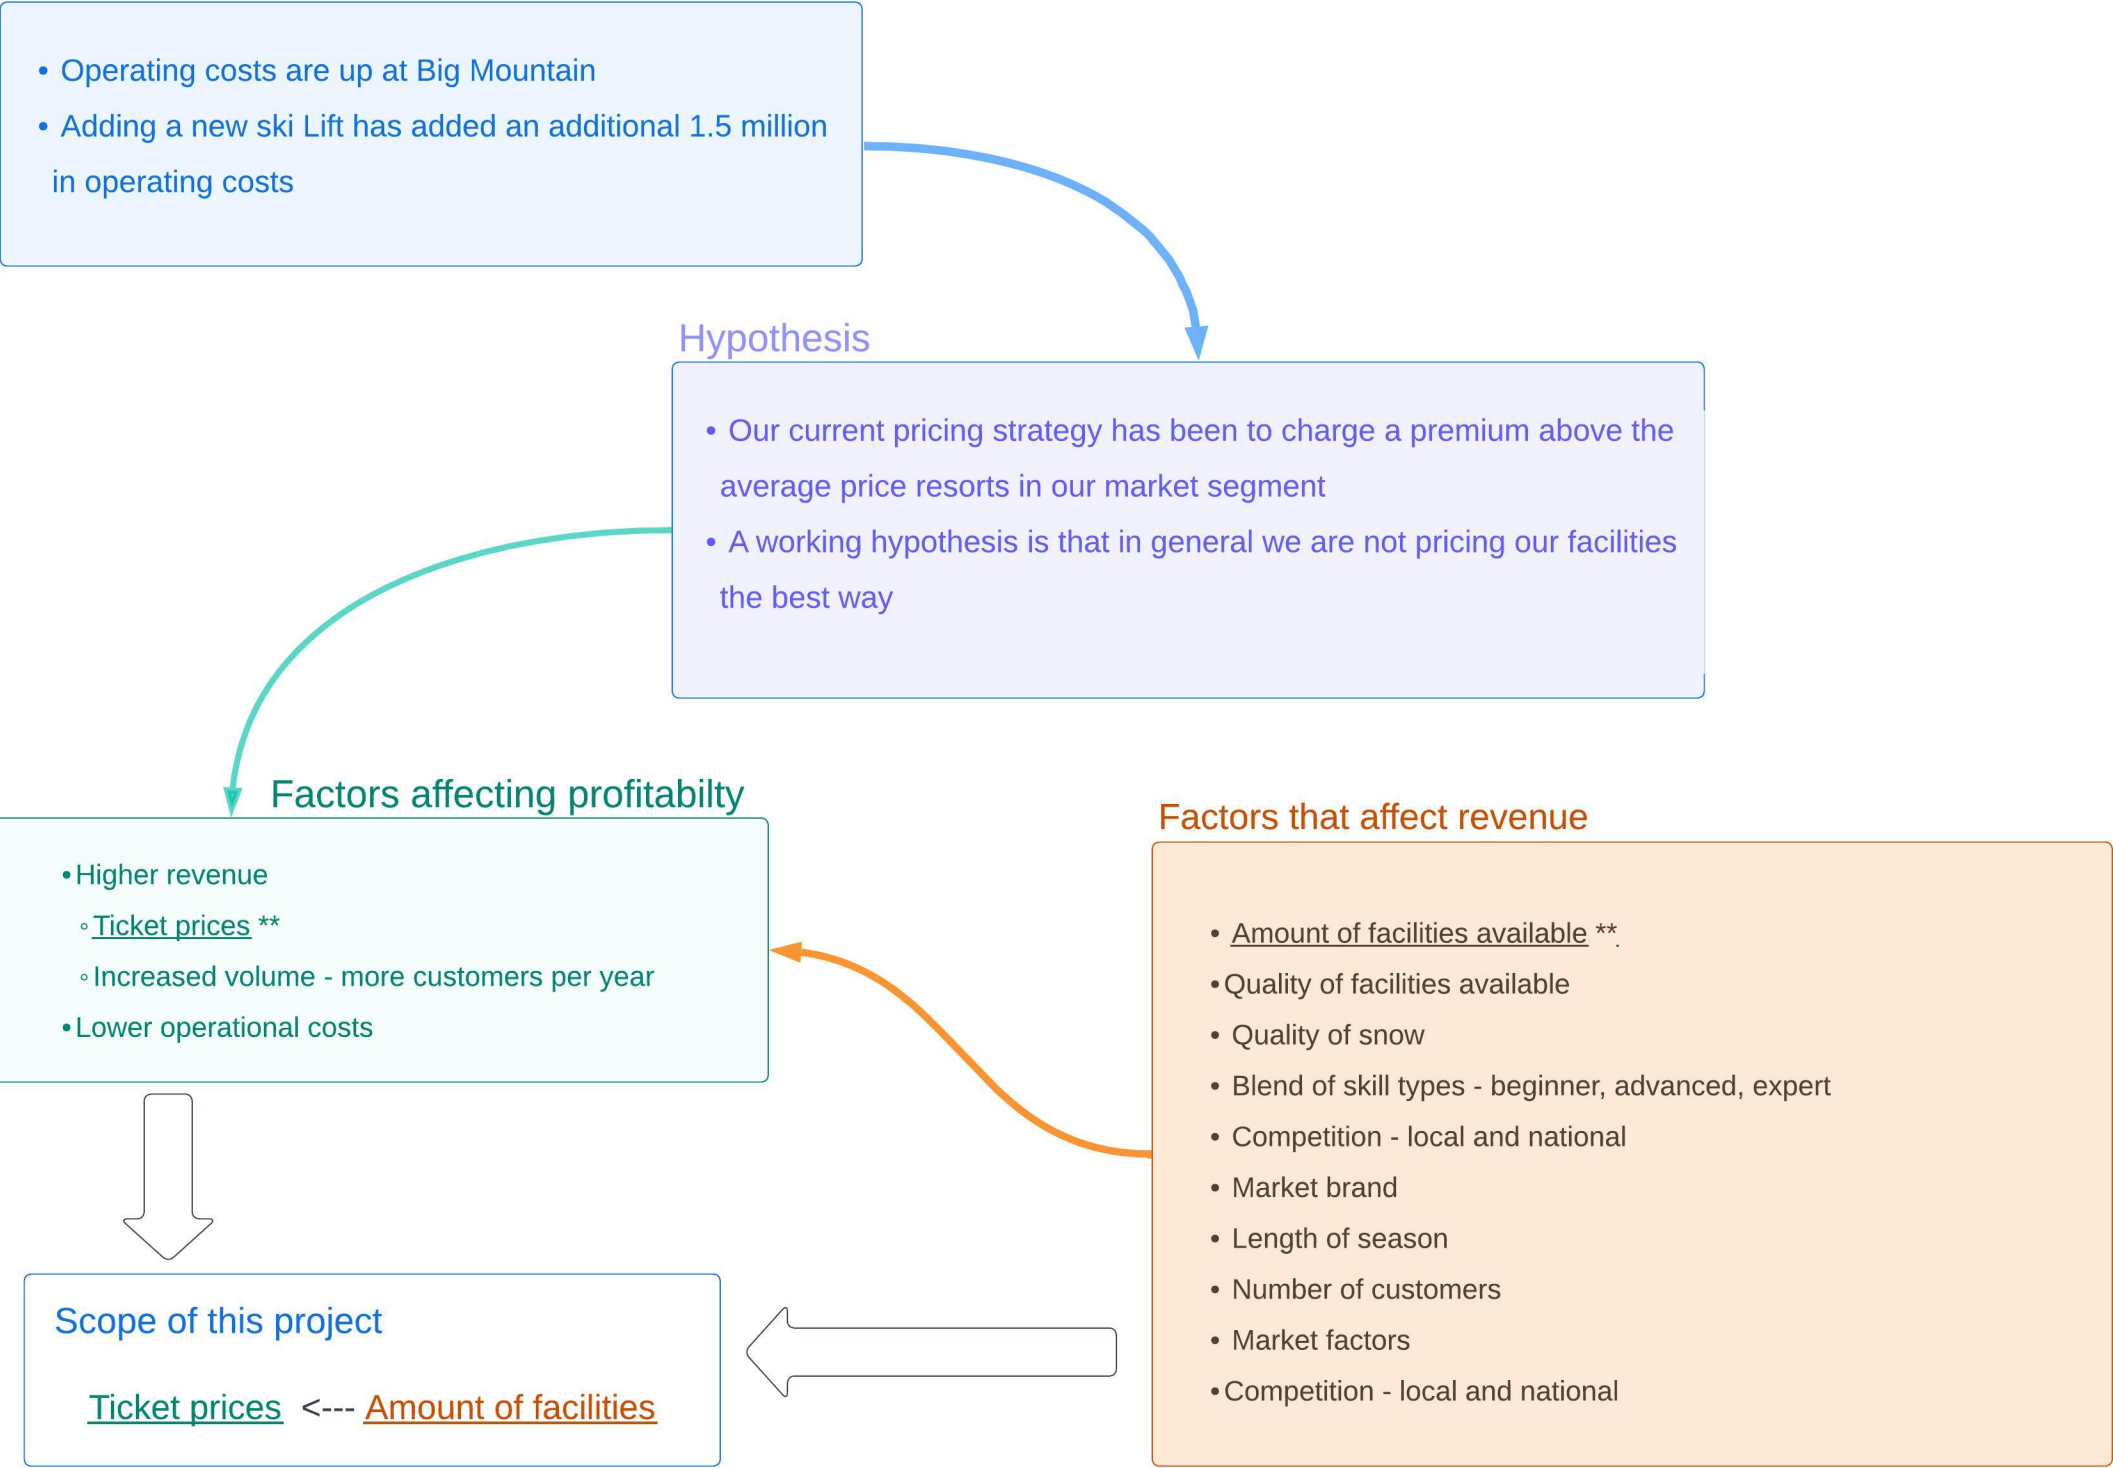 • Operating costs are up at Big Mountain
• Adding a new ski Lift has added an additional 1.5 million
in operating costs
Hypothesis
• Our current pricing strategy has been to charge a premium above the
average price resorts in our market segment
• A working hypothesis is that in general we are not pricing our facilities
the best way
Factors affecting profitabilty
• Higher revenue
◦ Ticket prices **
◦ Increased volume - more customers per year
• Lower operational costs
Factors that affect revenue
• Amount of facilities available **
• Quality of facilities available
• Quality of snow
• Blend of skill types - beginner, advanced, expert
• Competition - local and national
• Market brand
• Length of season
• Number of customers
• Market factors
• Competition - local and national
Scope of this project
Ticket prices <--- Amount of facilities